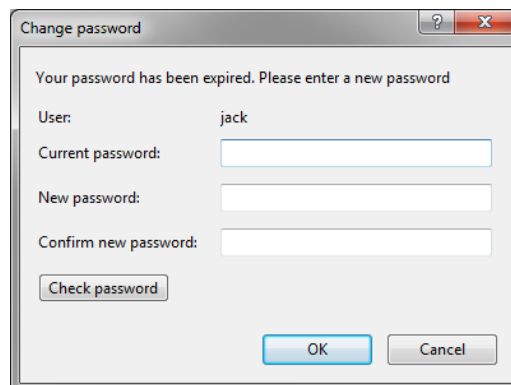 Change password
?
X
Your password has been expired. Please enter a new password
User: jack
Current password:
New password:
Confirm new password:
Check password
OK Cancel